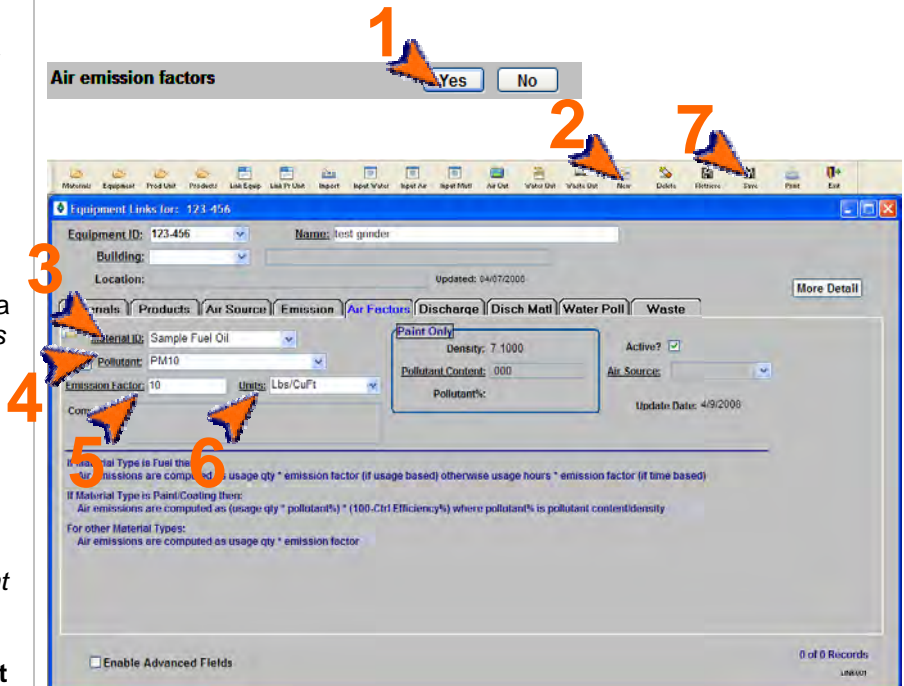 1
Air emission factors Yes No
2 7
Materials Equipment Prod Unit Products Link Equip Link Pr Unit Import Input Water Input Air Input Matl Air Out Water Out Waste Out New Delete Retrieve Save Print Exit
Equipment Links for: 123-456
Equipment ID: 123-456 Name: test grinder
Building:
Location: Updated: 04/07/2008
More Detail
3
a
s
Products Air Source Emission Air Factors Discharge Disch Matl Water Poll Waste
Material ID: Sample Fuel Oil
Paint Only
Density: 7.1000
Active?
4
Pollutant: PM10
Pollutant Content: 000
Air Source:
Emission Factor: 10 Units: Lbs/CuFt
Pollutant%:
Update Date: 4/9/2008
5 6
If Material Type is Fuel then:
Air emissions are computed as usage qty * emission factor (if usage based) otherwise usage hours * emission factor (if time based)
If Material Type is Paint/Coating then:
Air emissions are computed as (usage qty * pollutant%) * (100-Ctrl Efficiency%) where pollutant% is pollutant content/density
For other Material Types:
Air emissions are computed as usage qty * emission factor
t
Enable Advanced Fields
0 of 0 Records
t